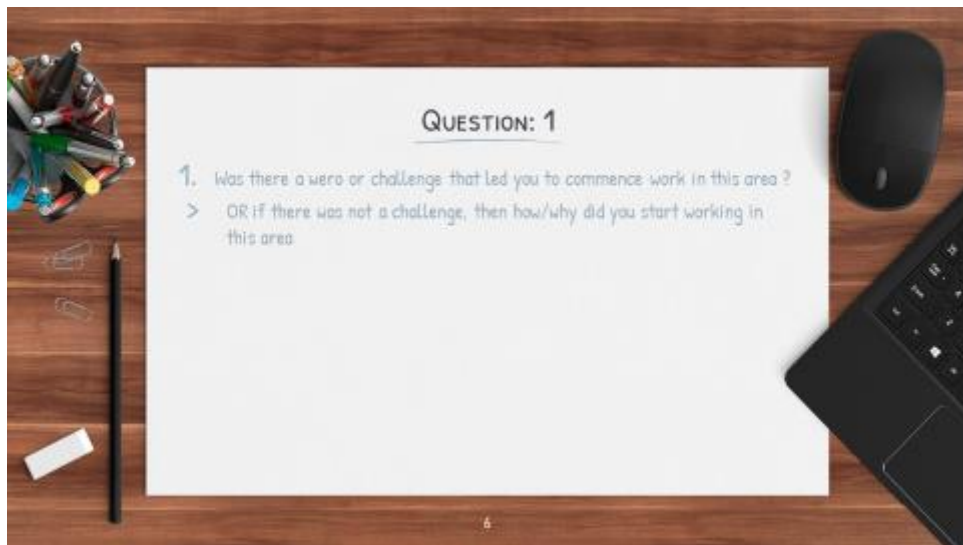 Question: 1
1. Was there a wero or challenge that led you to commence work in this area ?
> OR if there was not a challenge, then how/why did you start working in
this area
6